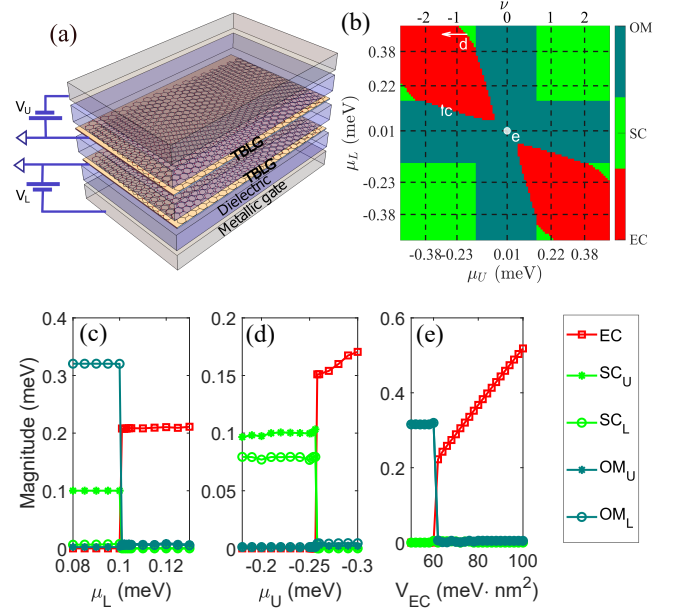 (a)
V_U
V_L
TBLG
TBLG
Dielectric
Metallic gate
(b)
ν
-2 -1 0 1 2
OM
SC
EC
0.38
0.22
0.01
-0.23
-0.38
μ_L (meV)
d
c
e
-0.38 -0.23 0.01 0.22 0.38
μ_U (meV)
(c)
Magnitude (meV)
0.4
0.3
0.2
0.1
0
0.08 0.1 0.12
μ_L (meV)
(d)
0.2
0.15
0.1
0.05
0
-0.2 -0.25 -0.3
μ_U (meV)
(e)
0.6
0.4
0.2
0
60 80 100
V_EC (meV· nm²)
EC
SC_U
SC_L
OM_U
OM_L